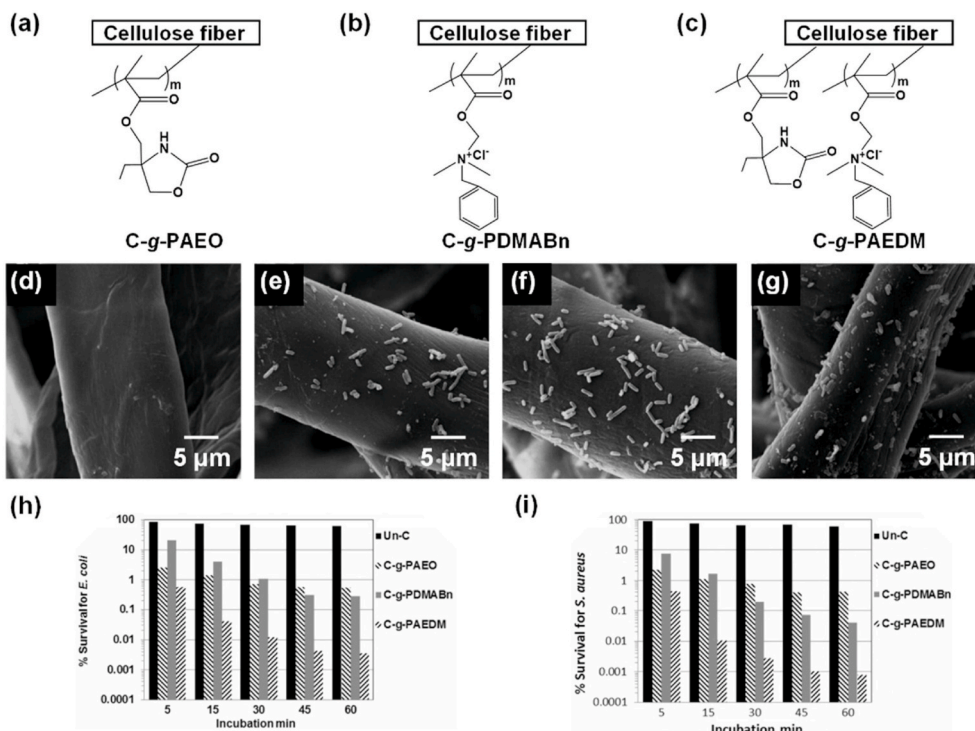 (a)
Cellulose fiber
m
O
O
H
N
O
O
C-g-PAEO
(b)
Cellulose fiber
m
O
O
N+Cl-
C-g-PDMABn
(c)
Cellulose fiber
m
m
O
O
O
O
H
N
O
O
N+Cl-
C-g-PAEDM
(d)
5 µm
(e)
5 µm
(f)
5 µm
(g)
5 µm
(h)
% Survival for E. coli
100
10
1
0.1
0.01
0.001
0.0001
5 15 30 45 60
Incubation min
Un-C
C-g-PAEO
C-g-PDMABn
C-g-PAEDM
(i)
% Survival for S. aureus
100
10
1
0.1
0.01
0.001
0.0001
5 15 30 45 60
Incubation min
Un-C
C-g-PAEO
C-g-PDMABn
C-g-PAEDM